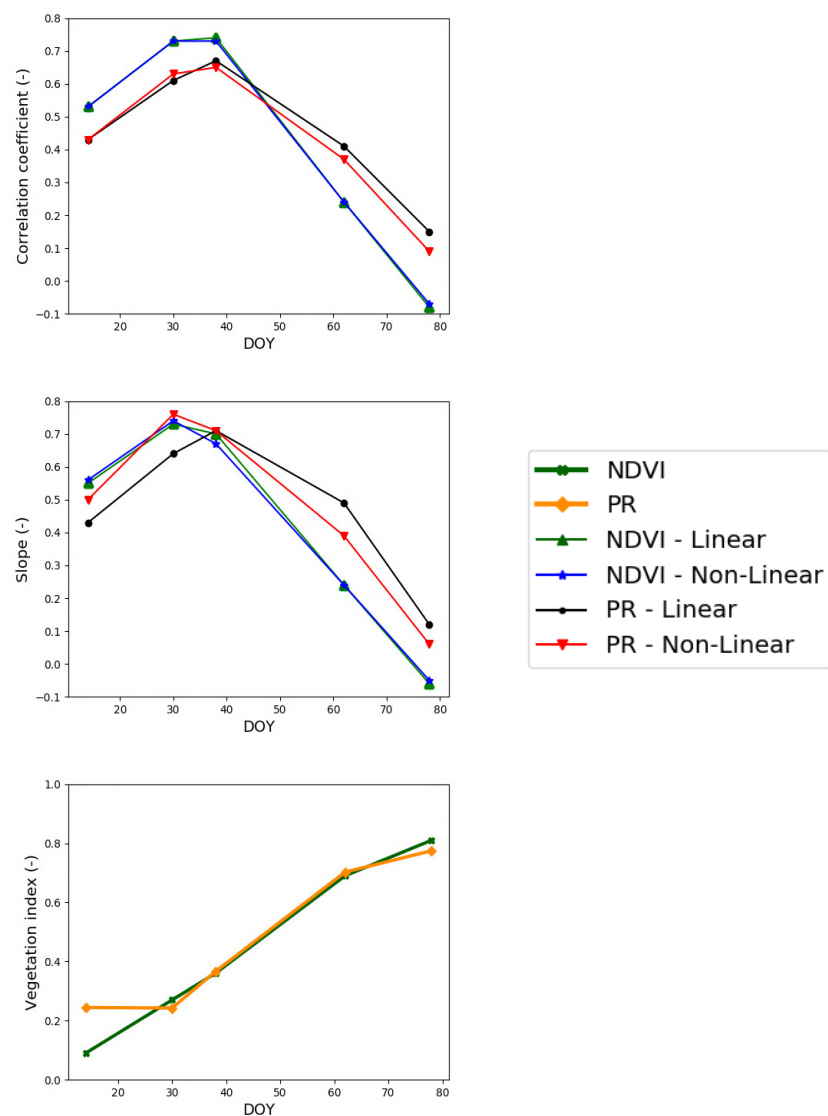 0.8
0.7
0.6
0.5
0.4
0.3
0.2
0.1
0.0
−0.1
Correlation coefficient (-)
20 30 40 50 60 70 80
DOY
0.8
0.7
0.6
0.5
0.4
0.3
0.2
0.1
0.0
−0.1
Slope (-)
20 30 40 50 60 70 80
DOY
NDVI
PR
NDVI - Linear
NDVI - Non-Linear
PR - Linear
PR - Non-Linear
1.0
0.8
0.6
0.4
0.2
0.0
Vegetation index (-)
20 30 40 50 60 70 80
DOY